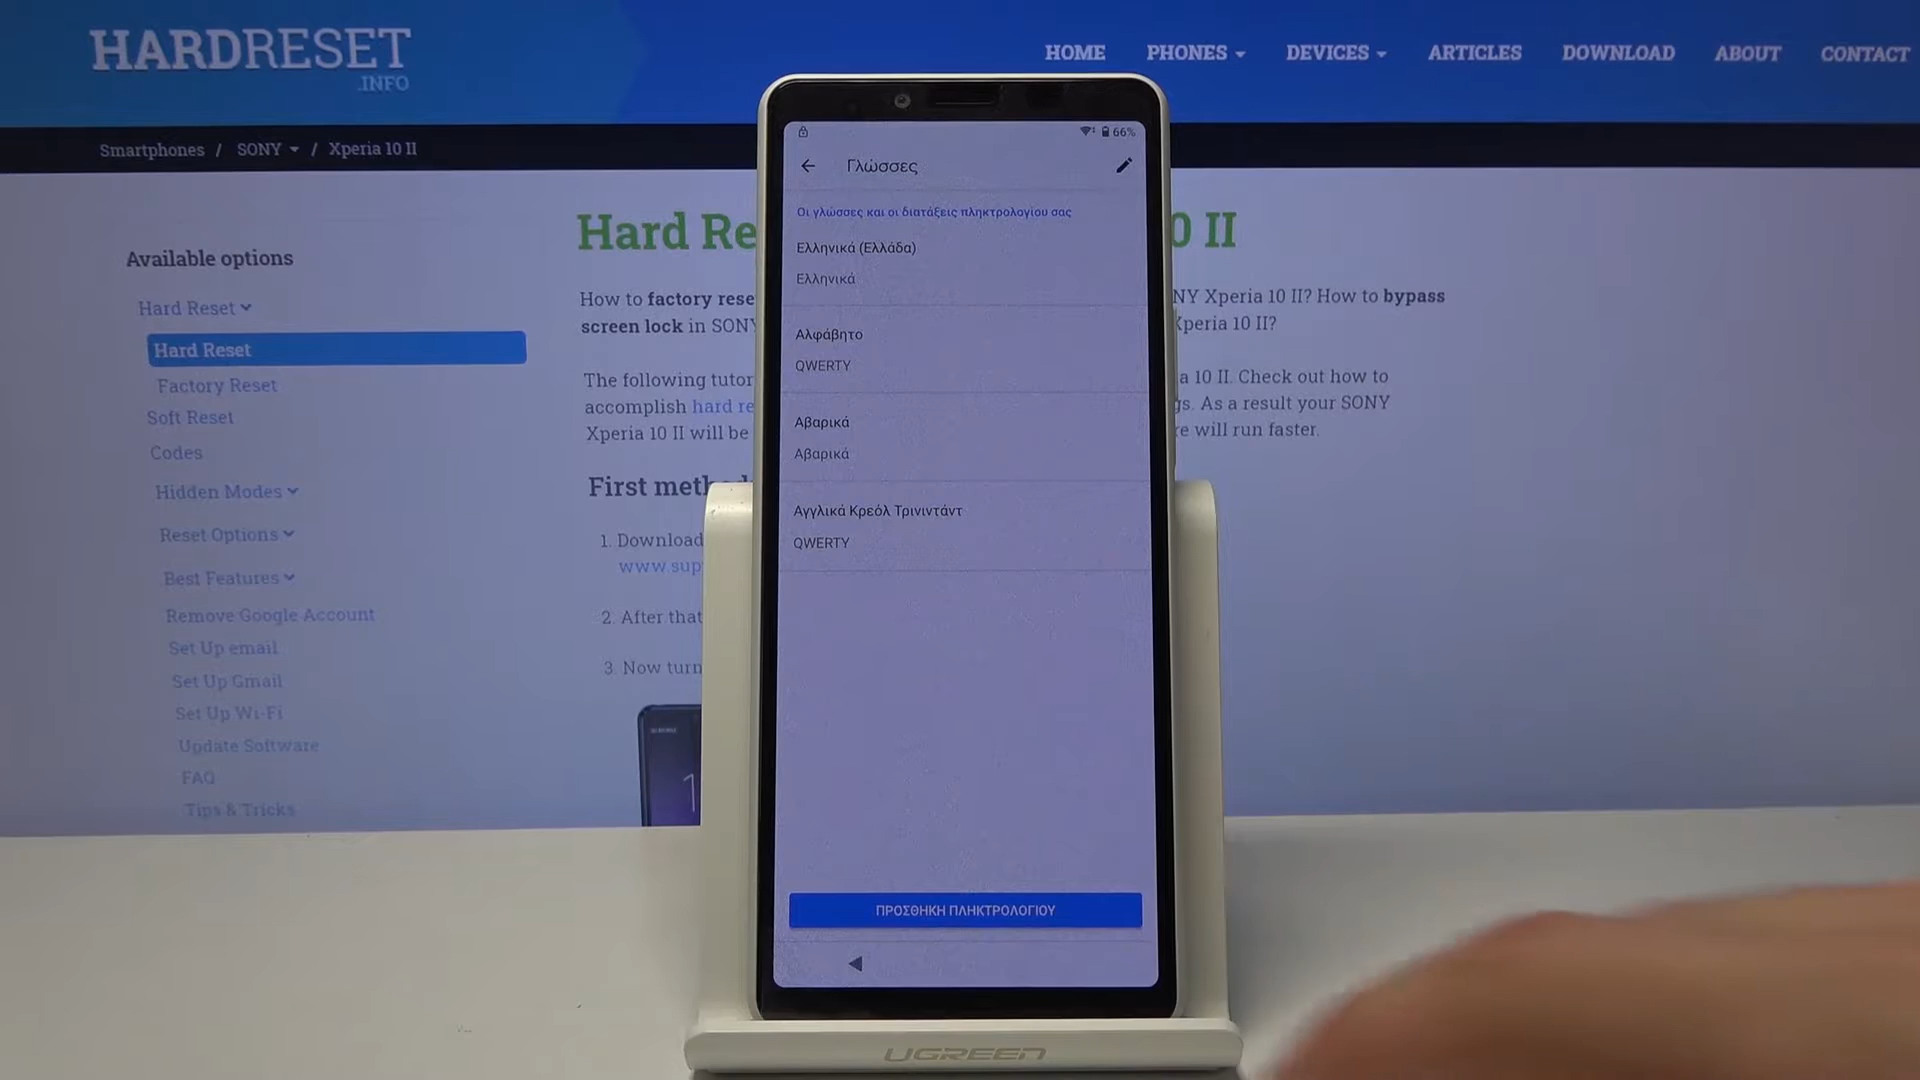 HARDRESET
.INFO
HOME PHONES DEVICES ARTICLES DOWNLOAD ABOUT CONTACT
Smartphones / SONY / Xperia 10 II
Available options
Hard Reset
Hard Reset
Factory Reset
Soft Reset
Codes
Hidden Modes
Reset Options
Best Features
Remove Google Account
Set Up email
Set Up Gmail
Set Up Wi-Fi
Update Software
FAQ
Tips & Tricks
Hard Re 0 II
How to factory rese NY Xperia 10 II? How to bypass
screen lock in SONY Xperia 10 II?
The following tutor a 10 II. Check out how to
accomplish hard re gs. As a result your SONY
Xperia 10 II will be re will run faster.
First meth
1. Download
www.sup
2. After that
3. Now turn
66%
Γλώσσες
Οι γλώσσες και οι διατάξεις πληκτρολογίου σας
Ελληνικά (Ελλάδα)
Ελληνικά
Αλφάβητο
QWERTY
Αβαρικά
Αβαρικά
Αγγλικά Κρεόλ Τρινιντάντ
QWERTY
ΠΡΟΣΘΗΚΗ ΠΛΗΚΤΡΟΛΟΓΙΟΥ
UGREEN